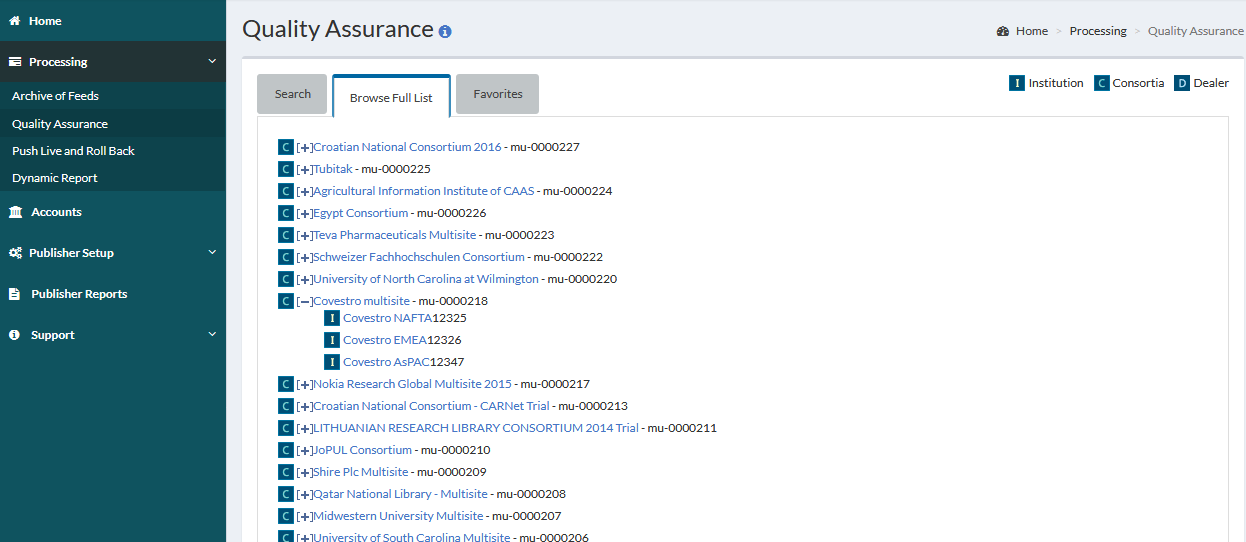 Home
Processing
Archive of Feeds
Quality Assurance
Push Live and Roll Back
Dynamic Report
Accounts
Publisher Setup
Publisher Reports
Support
Quality Assurance
Home > Processing > Quality Assurance
Search
Browse Full List
Favorites
I Institution C Consortia D Dealer
C [+]Croatian National Consortium 2016 - mu-0000227
C [+]Tubitak - mu-0000225
C [+]Agricultural Information Institute of CAAS - mu-0000224
C [+]Egypt Consortium - mu-0000226
C [+]Teva Pharmaceuticals Multisite - mu-0000223
C [+]Schweizer Fachhochschulen Consortium - mu-0000222
C [+]University of North Carolina at Wilmington - mu-0000220
C [−]Covestro multisite - mu-0000218
I Covestro NAFTA12325
I Covestro EMEA12326
I Covestro AsPAC12347
C [+]Nokia Research Global Multisite 2015 - mu-0000217
C [+]Croatian National Consortium - CARNet Trial - mu-0000213
C [+]LITHUANIAN RESEARCH LIBRARY CONSORTIUM 2014 Trial - mu-0000211
C [+]JoPUL Consortium - mu-0000210
C [+]Shire Plc Multisite - mu-0000209
C [+]Qatar National Library - Multisite - mu-0000208
C [+]Midwestern University Multisite - mu-0000207
C [+]University of South Carolina Multisite - mu-0000206